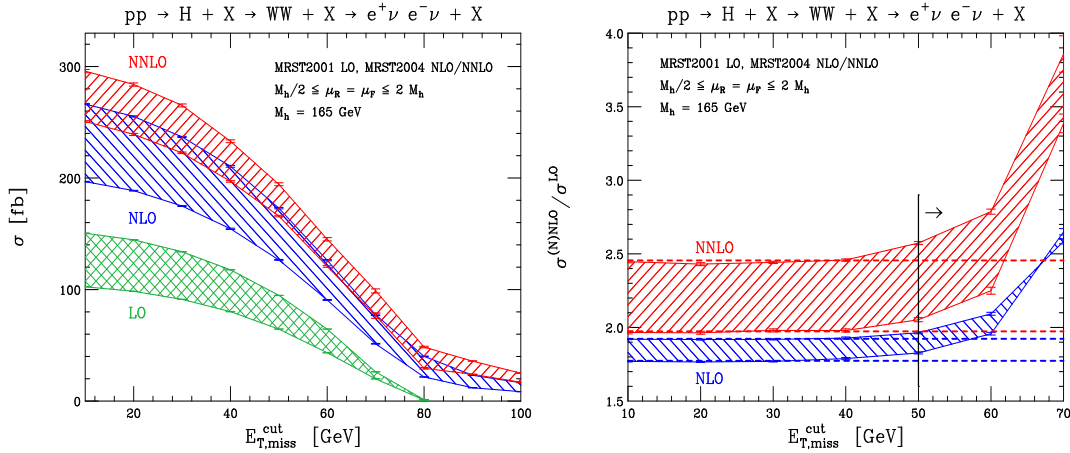 pp → H + X → WW + X → e⁺ν e⁻ν + X
300
200
100
0
σ [fb]
NNLO
NLO
LO
MRST2001 LO, MRST2004 NLO/NNLO
M_h/2 ≦ μ_R = μ_F ≦ 2 M_h
M_h = 165 GeV
20 40 60 80 100
E_{T,miss}^{cut} [GeV]
pp → H + X → WW + X → e⁺ν e⁻ν + X
4.0
3.5
3.0
2.5
2.0
1.5
σ^{(N)NLO}/σ^{LO}
MRST2001 LO, MRST2004 NLO/NNLO
M_h/2 ≦ μ_R = μ_F ≦ 2 M_h
M_h = 165 GeV
→
NNLO
NLO
10 20 30 40 50 60 70
E_{T,miss}^{cut} [GeV]